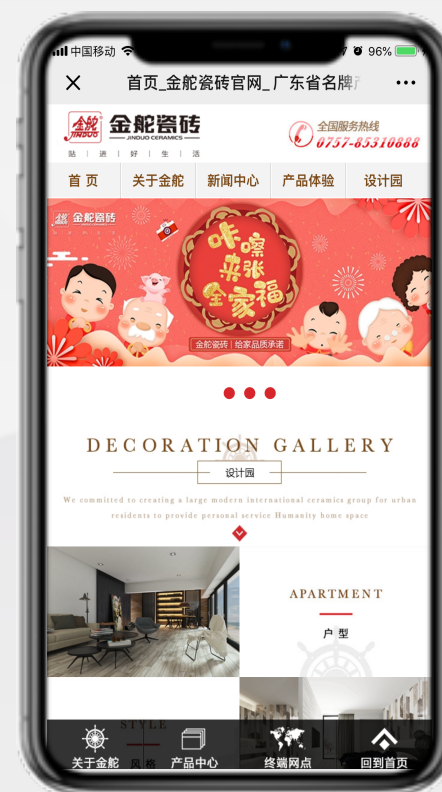 中国移动 96%
首页_金舵瓷砖官网_广东省名牌
金舵 JINDUO 金舵瓷砖 JINDUO CERAMICS
贴 | 进 | 好 | 生 | 活
全国服务热线
0757-85310888
首 页 关于金舵 新闻中心 产品体验 设计园
金舵瓷砖
咔嚓
来张
全家福
金舵瓷砖 | 给家品质承诺
DECORATION GALLERY
设计园
We committed to creating a large modern international ceramics group for urban
residents to provide personal service Humanity home space
APARTMENT
户 型
STYLE
风 格
关于金舵 产品中心 终端网点 回到首页